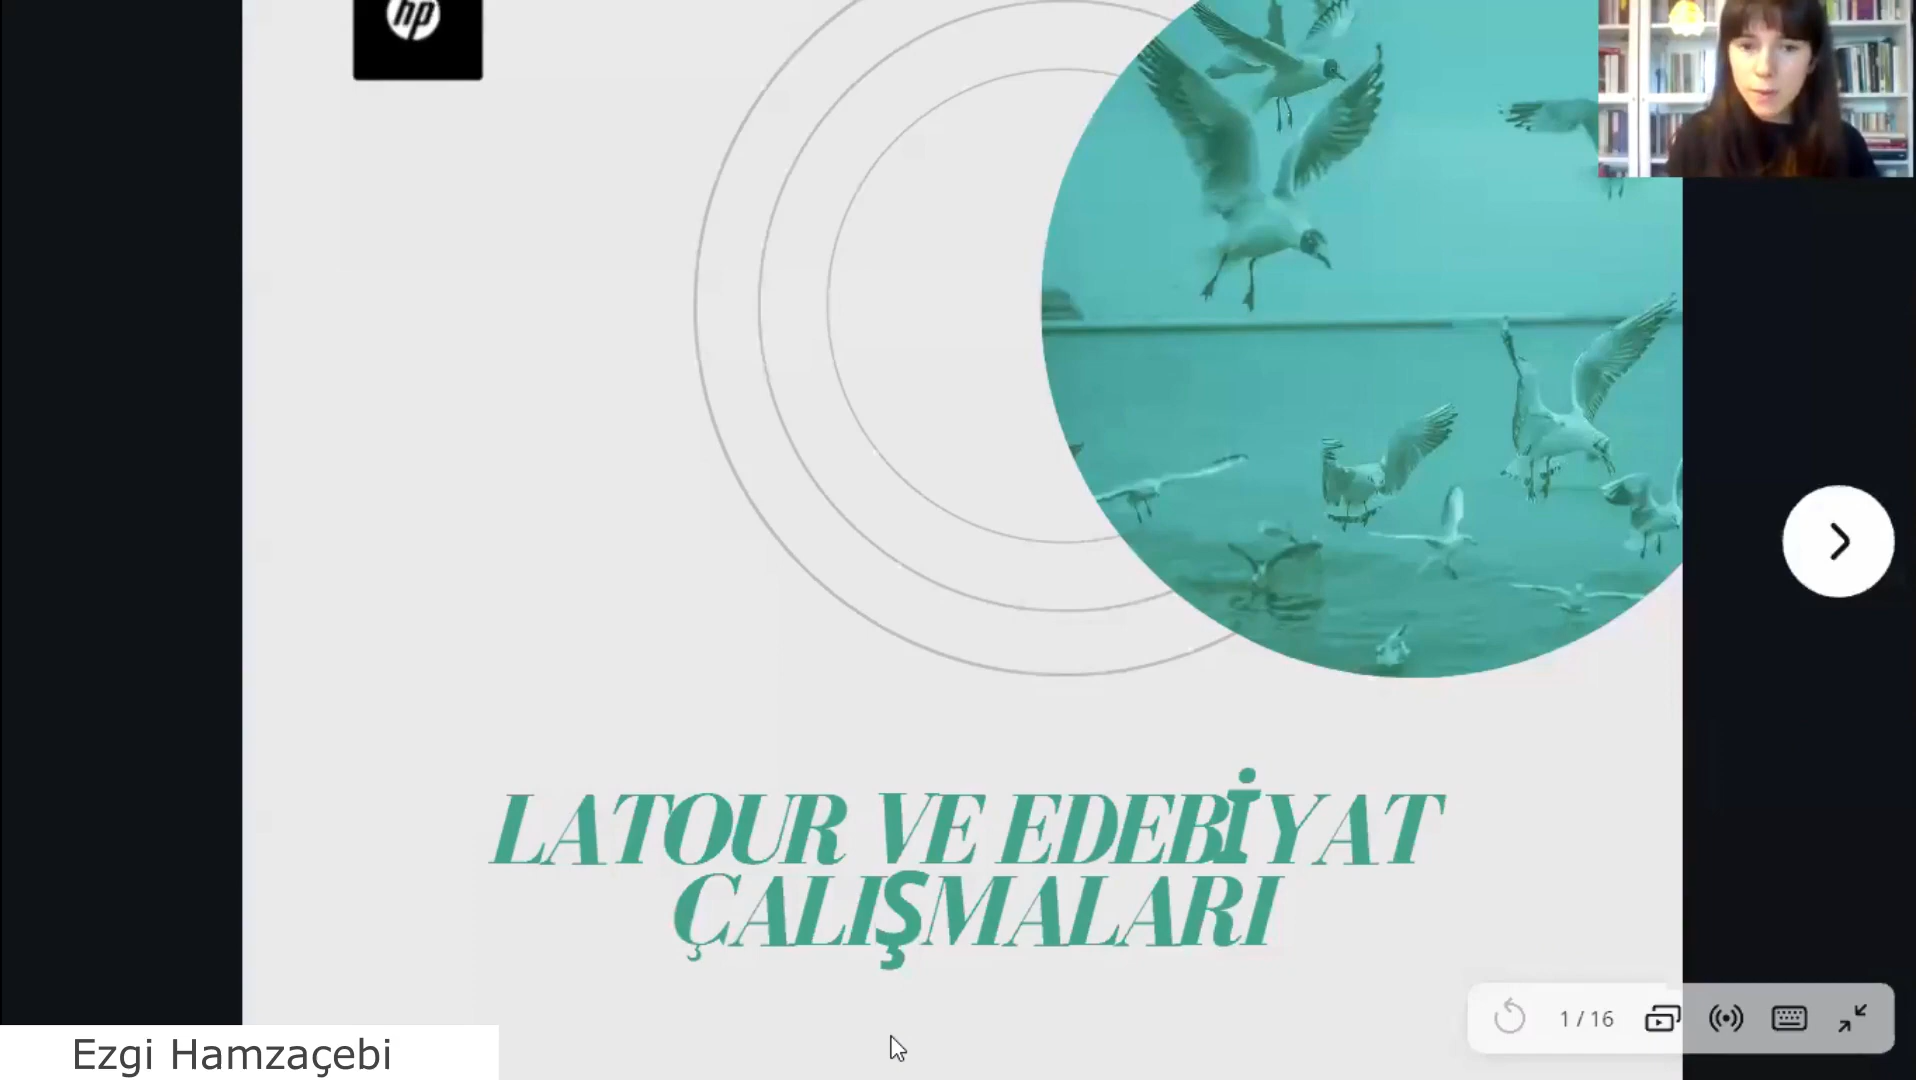 hp
LATOUR VE EDEBİYAT
ÇALIŞMALARI
1 / 16
Ezgi Hamzaçebi